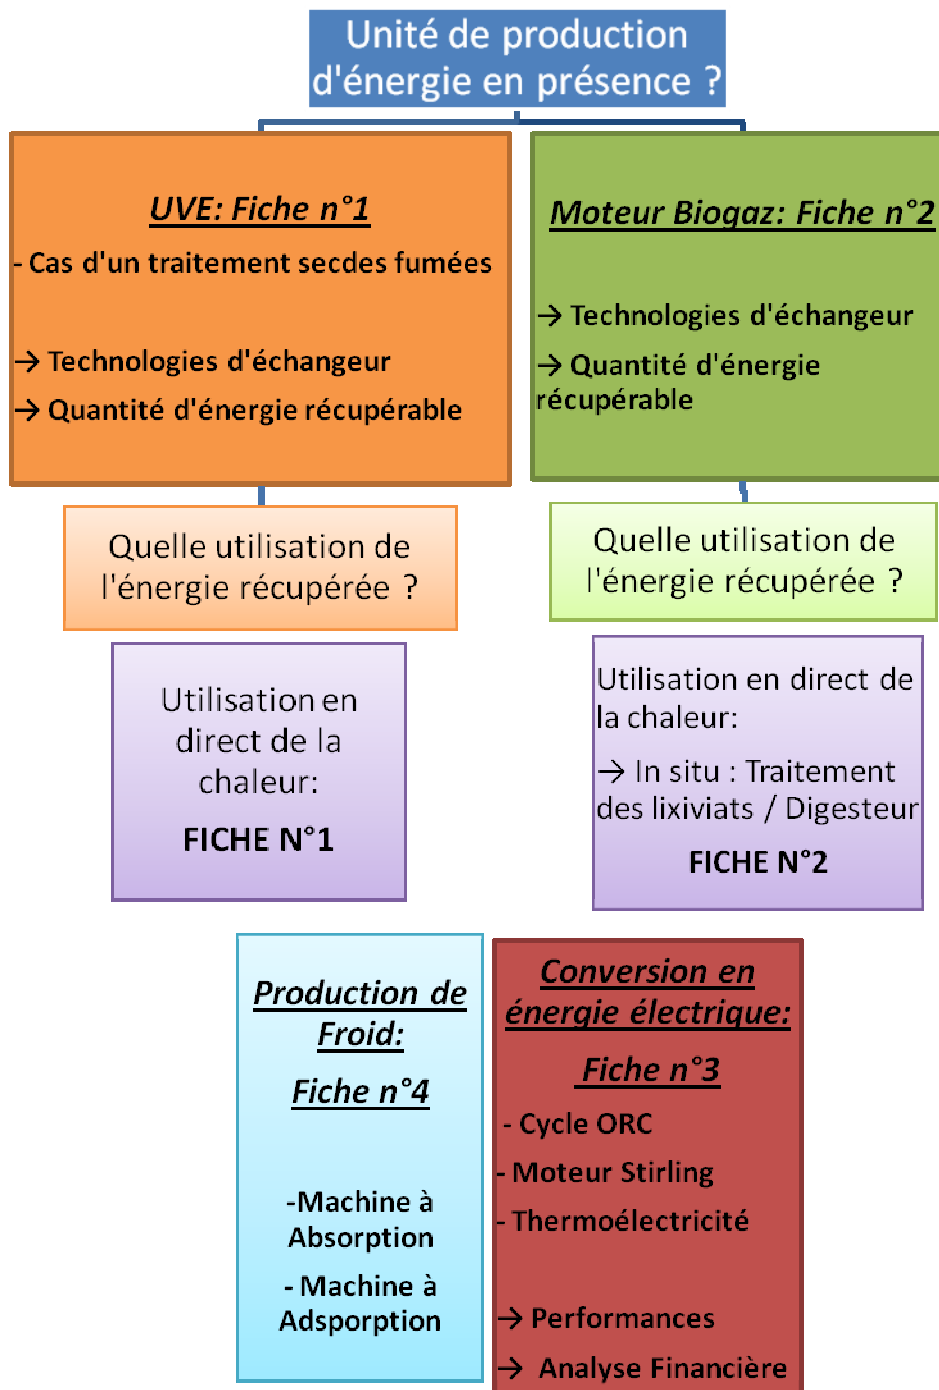 Unité de production
d'énergie en présence ?
UVE: Fiche n°1
- Cas d'un traitement secdes fumées
→ Technologies d'échangeur
→ Quantité d'énergie récupérable
Moteur Biogaz: Fiche n°2
→ Technologies d'échangeur
→ Quantité d'énergie
récupérable
Quelle utilisation de
l'énergie récupérée ?
Quelle utilisation de
l'énergie récupérée ?
Utilisation en
direct de la
chaleur:
FICHE N°1
Utilisation en direct de
la chaleur:
→ In situ : Traitement
des lixiviats / Digesteur
FICHE N°2
Production de
Froid:
Fiche n°4
-Machine à
Absorption
- Machine à
Adsporption
Conversion en
énergie électrique:
Fiche n°3
- Cycle ORC
- Moteur Stirling
- Thermoélectricité
→ Performances
→ Analyse Financière